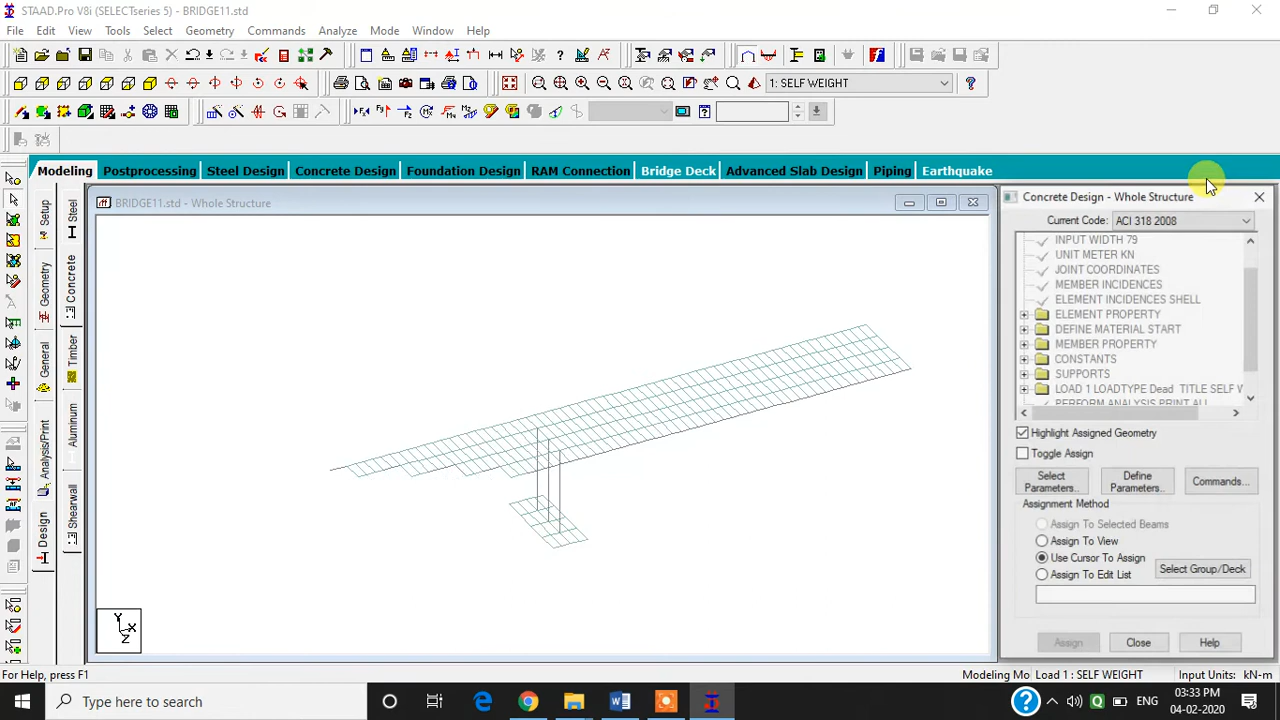 STAAD.Pro V8i (SELECTseries 5) - BRIDGE11.std
File Edit View Tools Select Geometry Commands Analyze Mode Window Help
1: SELF WEIGHT
Modeling Postprocessing Steel Design Concrete Design Foundation Design RAM Connection Bridge Deck Advanced Slab Design Piping Earthquake
BRIDGE11.std - Whole Structure
Setup
Geometry
General
Analysis/Print
Design
Steel
Concrete
Timber
Aluminum
Shearwall
Y
X
Z
Concrete Design - Whole Structure
Current Code: ACI 318 2008
INPUT WIDTH 79
UNIT METER KN
JOINT COORDINATES
MEMBER INCIDENCES
ELEMENT INCIDENCES SHELL
ELEMENT PROPERTY
DEFINE MATERIAL START
MEMBER PROPERTY
CONSTANTS
SUPPORTS
LOAD 1 LOADTYPE Dead TITLE SELF W
PERFORM ANALYSIS PRINT ALL
Highlight Assigned Geometry
Toggle Assign
Select Parameters..
Define Parameters..
Commands...
Assignment Method
Assign To Selected Beams
Assign To View
Use Cursor To Assign
Assign To Edit List
Select Group/Deck
Assign Close Help
For Help, press F1
Modeling Mo Load 1 : SELF WEIGHT Input Units: kN-m
Type here to search
ENG
03:33 PM
04-02-2020